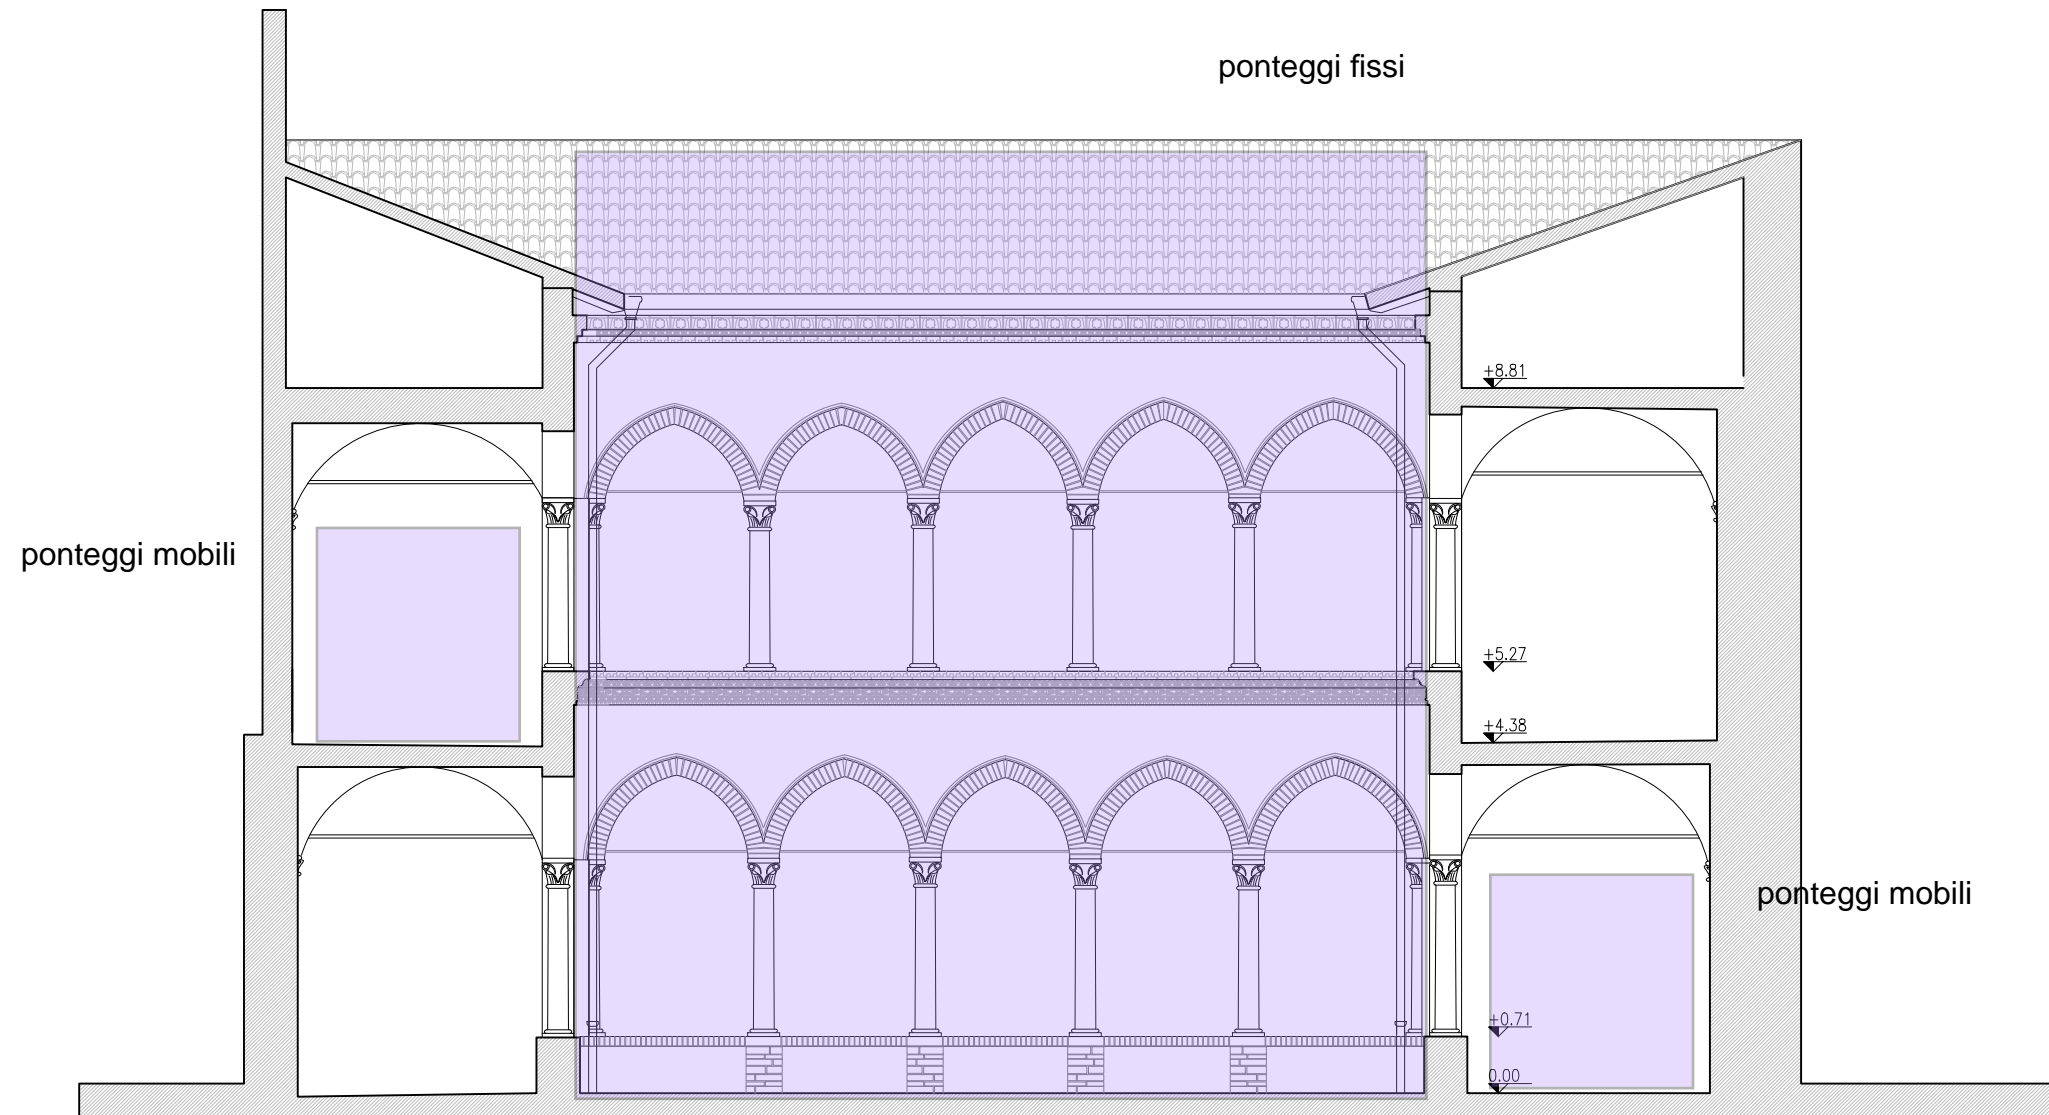 ponteggi fissi
+8.81
ponteggi mobili
+5.27
+4.38
ponteggi mobili
+0.71
0.00